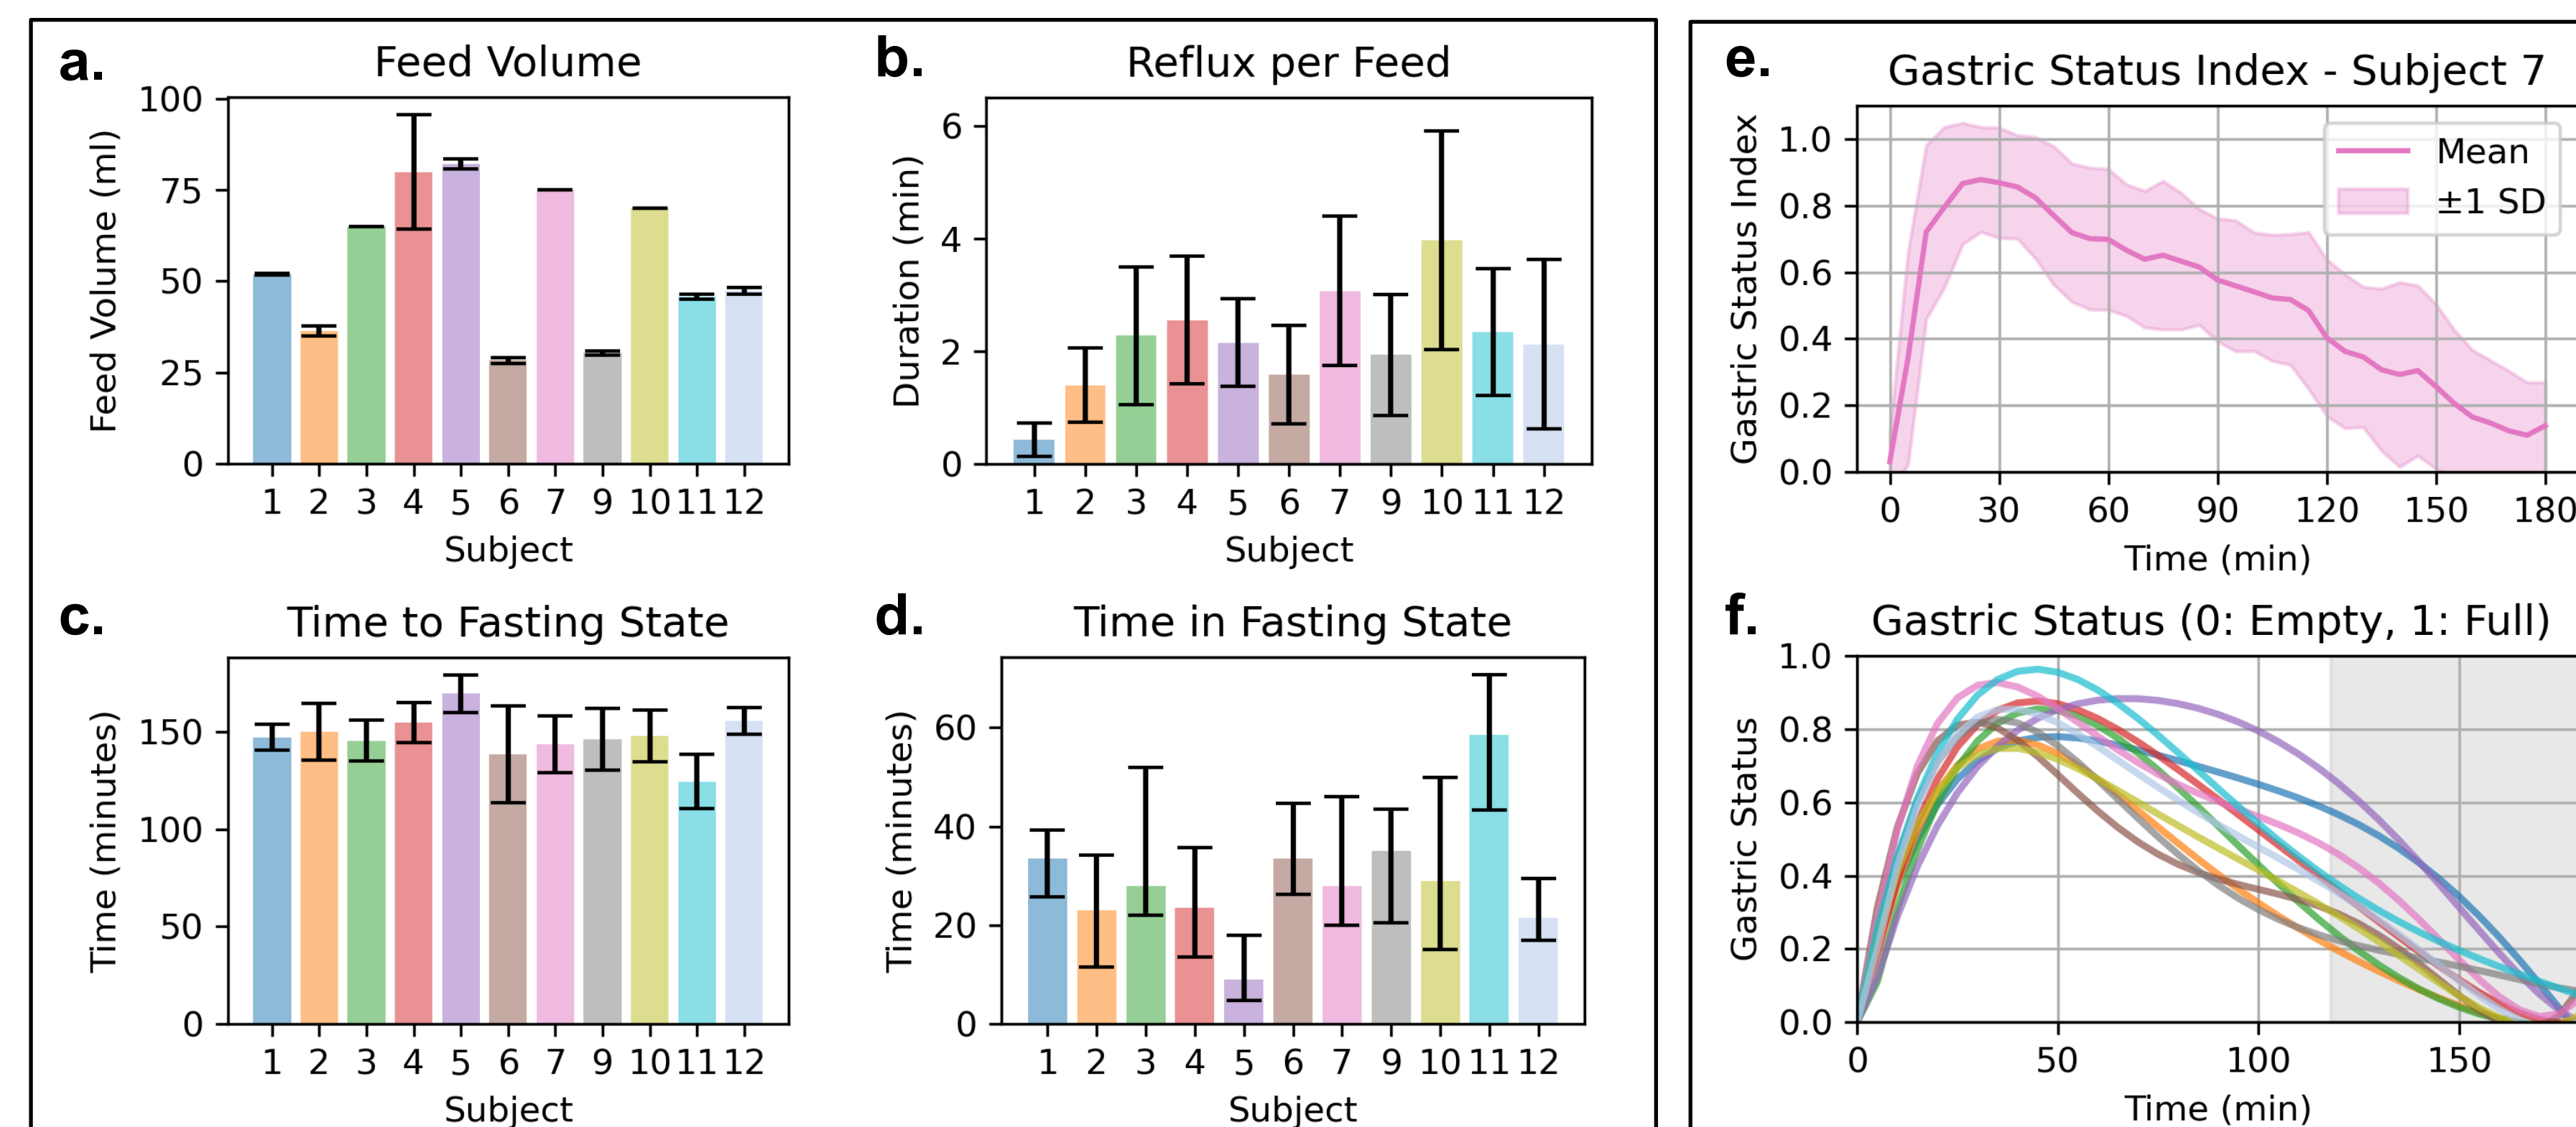 a.
Feed Volume
Feed Volume (ml)
100
75
50
25
0
1 2 3 4 5 6 7 9 10 11 12
Subject
b.
Reflux per Feed
Duration (min)
6
4
2
0
1 2 3 4 5 6 7 9 10 11 12
Subject
c.
Time to Fasting State
Time (minutes)
150
100
50
0
1 2 3 4 5 6 7 9 10 11 12
Subject
d.
Time in Fasting State
Time (minutes)
60
40
20
0
1 2 3 4 5 6 7 9 10 11 12
Subject
e.
Gastric Status Index - Subject 7
Gastric Status Index
1.0
0.8
0.6
0.4
0.2
0.0
Mean
±1 SD
0 30 60 90 120 150 180
Time (min)
f.
Gastric Status (0: Empty, 1: Full)
Gastric Status
1.0
0.8
0.6
0.4
0.2
0.0
0 50 100 150
Time (min)